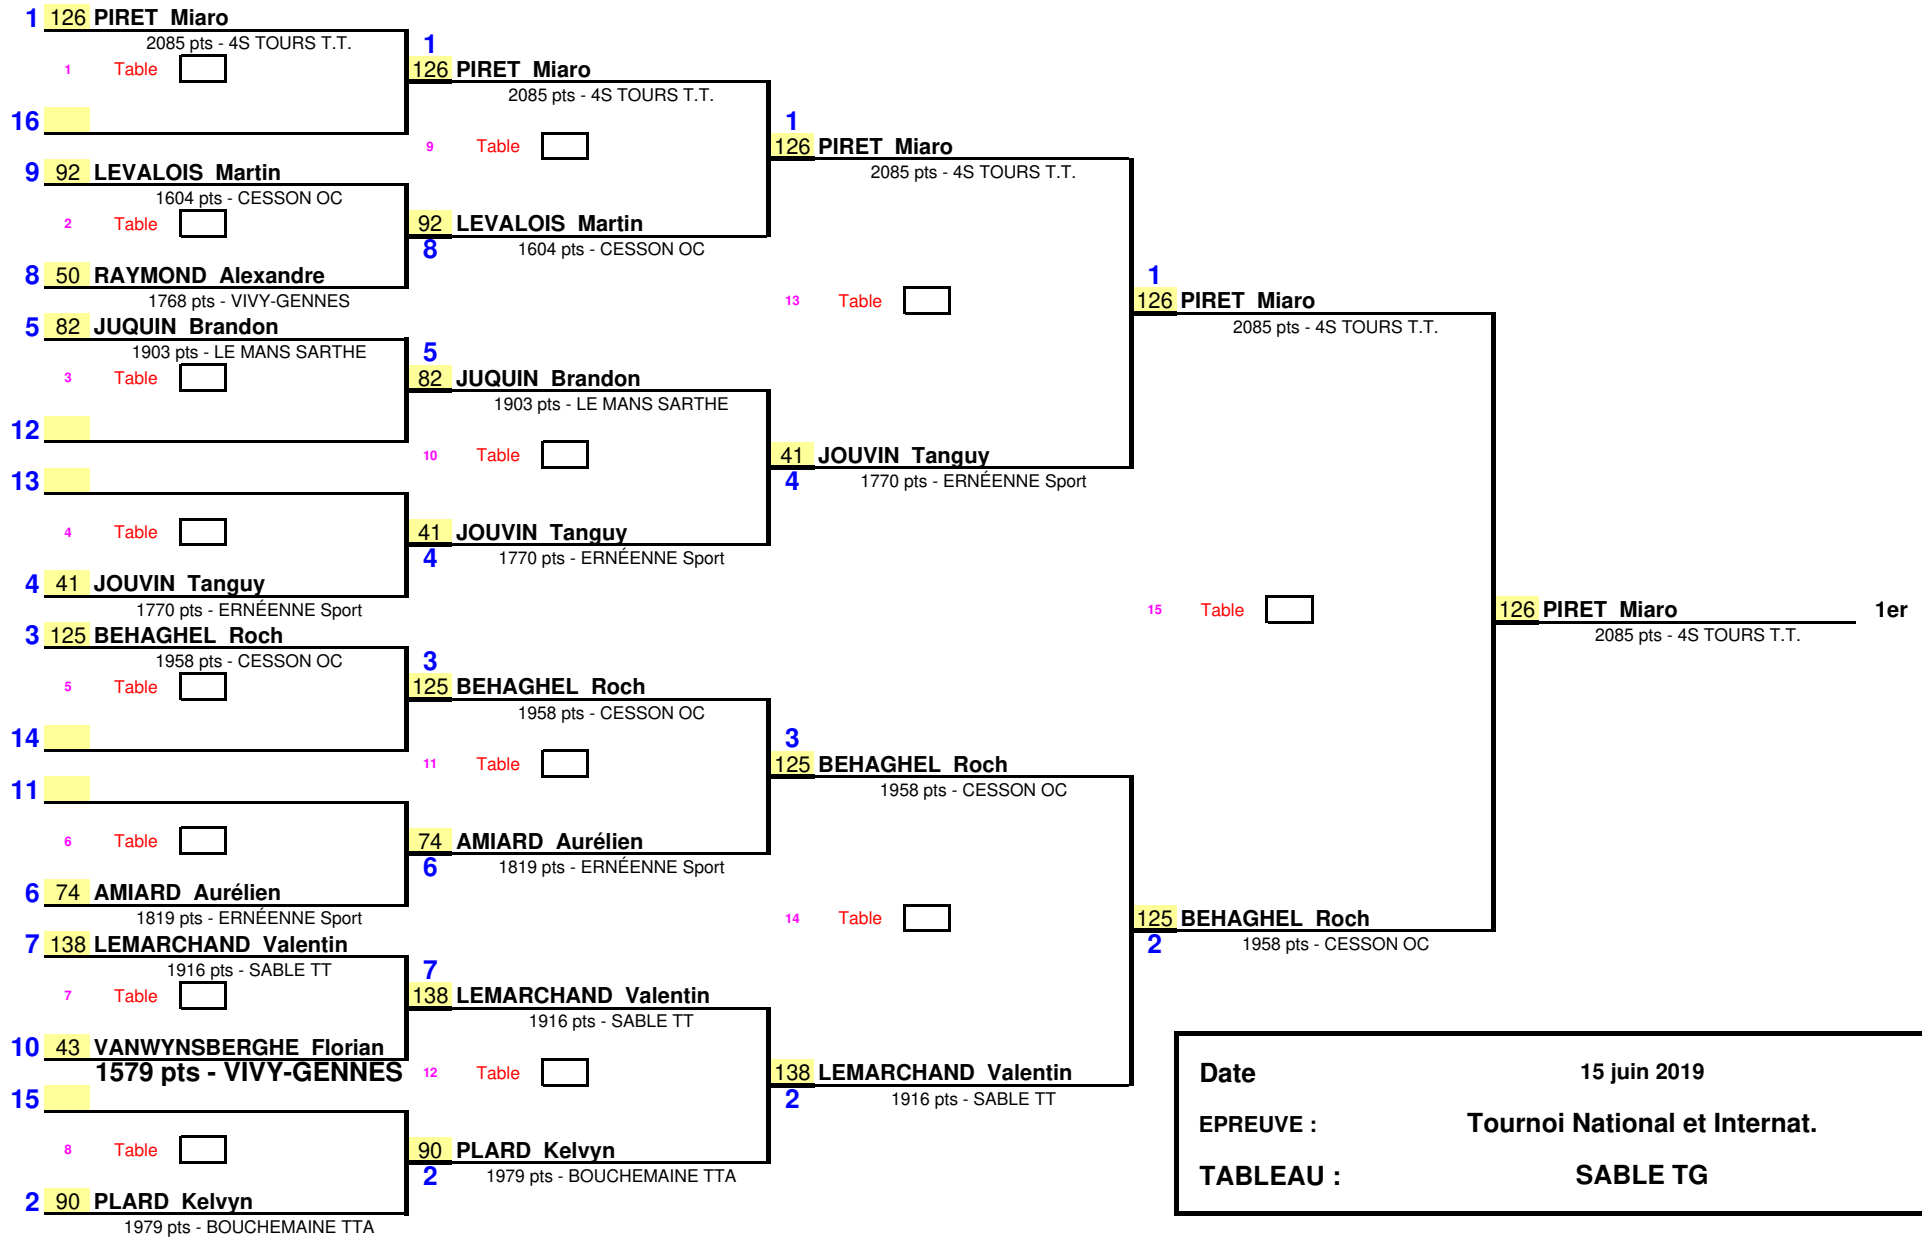 1 126 PIRET Miaro
2085 pts - 4S TOURS T.T.
1 Table
16
9 92 LEVALOIS Martin
1604 pts - CESSON OC
2 Table
8 50 RAYMOND Alexandre
1768 pts - VIVY-GENNES
5 82 JUQUIN Brandon
1903 pts - LE MANS SARTHE
3 Table
12
13
4 Table
4 41 JOUVIN Tanguy
1770 pts - ERNÉENNE Sport
3 125 BEHAGHEL Roch
1958 pts - CESSON OC
5 Table
14
11
6 Table
6 74 AMIARD Aurélien
1819 pts - ERNÉENNE Sport
7 138 LEMARCHAND Valentin
1916 pts - SABLE TT
7 Table
10 43 VANWYNSBERGHE Florian
1579 pts - VIVY-GENNES
15
8 Table
2 90 PLARD Kelvyn
1979 pts - BOUCHEMAINE TTA
1
126 PIRET Miaro
2085 pts - 4S TOURS T.T.
9 Table
92 LEVALOIS Martin
8
1604 pts - CESSON OC
5
82 JUQUIN Brandon
1903 pts - LE MANS SARTHE
10 Table
41 JOUVIN Tanguy
4
1770 pts - ERNÉENNE Sport
3
125 BEHAGHEL Roch
1958 pts - CESSON OC
11 Table
74 AMIARD Aurélien
6
1819 pts - ERNÉENNE Sport
7
138 LEMARCHAND Valentin
1916 pts - SABLE TT
12 Table
90 PLARD Kelvyn
2
1979 pts - BOUCHEMAINE TTA
1
126 PIRET Miaro
2085 pts - 4S TOURS T.T.
13 Table
41 JOUVIN Tanguy
4
1770 pts - ERNÉENNE Sport
3
125 BEHAGHEL Roch
1958 pts - CESSON OC
14 Table
138 LEMARCHAND Valentin
2
1916 pts - SABLE TT
1
126 PIRET Miaro
2085 pts - 4S TOURS T.T.
15 Table
125 BEHAGHEL Roch
2
1958 pts - CESSON OC
126 PIRET Miaro 1er
2085 pts - 4S TOURS T.T.
Date 15 juin 2019
EPREUVE : Tournoi National et Internat.
TABLEAU : SABLE TG